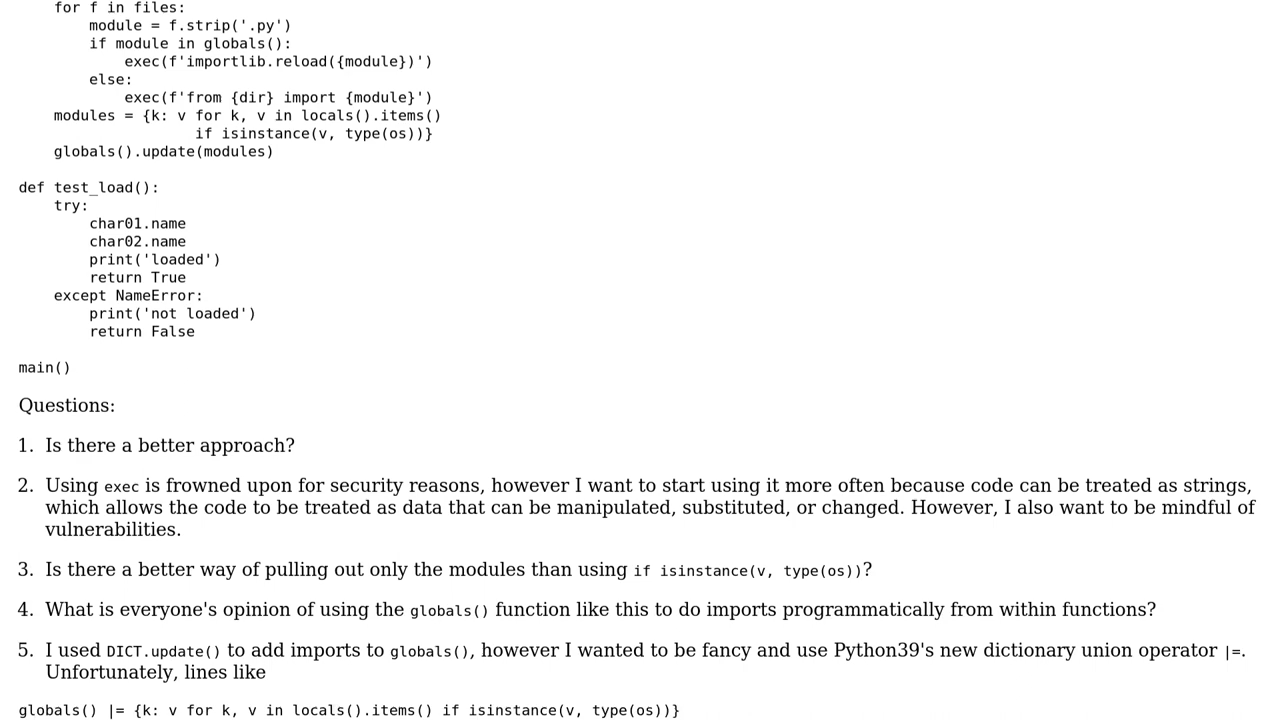 for f in files:
        module = f.strip('.py')
        if module in globals():
            exec(f'importlib.reload({module})')
        else:
            exec(f'from {dir} import {module}')
    modules = {k: v for k, v in locals().items()
                    if isinstance(v, type(os))}
    globals().update(modules)

def test_load():
    try:
        char01.name
        char02.name
        print('loaded')
        return True
    except NameError:
        print('not loaded')
        return False

main()
Questions:
1. Is there a better approach?
2. Using exec is frowned upon for security reasons, however I want to start using it more often because code can be treated as strings,
which allows the code to be treated as data that can be manipulated, substituted, or changed. However, I also want to be mindful of
vulnerabilities.
3. Is there a better way of pulling out only the modules than using if isinstance(v, type(os))?
4. What is everyone's opinion of using the globals() function like this to do imports programmatically from within functions?
5. I used DICT.update() to add imports to globals(), however I wanted to be fancy and use Python39's new dictionary union operator |=.
Unfortunately, lines like
globals() |= {k: v for k, v in locals().items() if isinstance(v, type(os))}